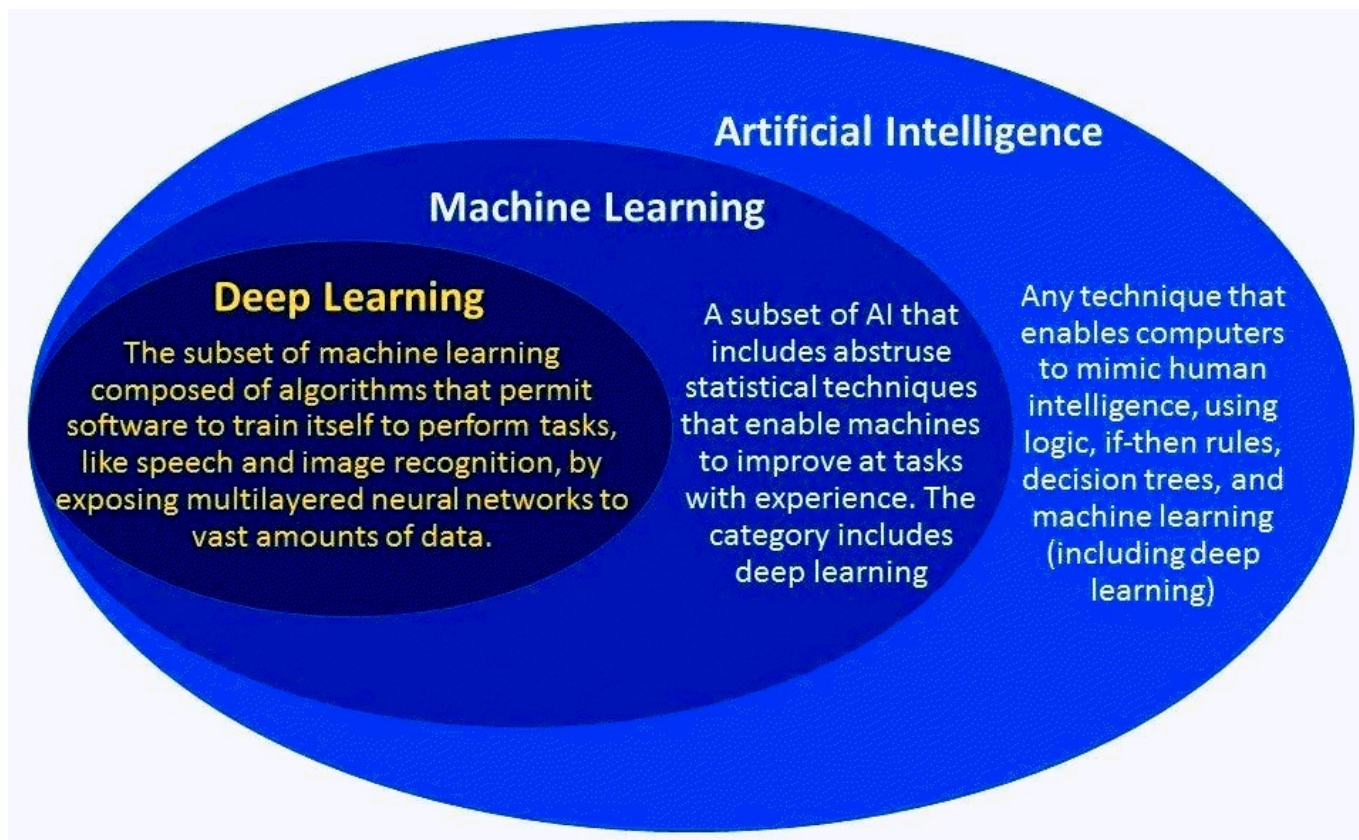 Artificial Intelligence
Machine Learning
Deep Learning
The subset of machine learning
composed of algorithms that permit
software to train itself to perform tasks,
like speech and image recognition, by
exposing multilayered neural networks to
vast amounts of data.
A subset of AI that
includes abstruse
statistical techniques
that enable machines
to improve at tasks
with experience. The
category includes
deep learning
Any technique that
enables computers
to mimic human
intelligence, using
logic, if-then rules,
decision trees, and
machine learning
(including deep
learning)